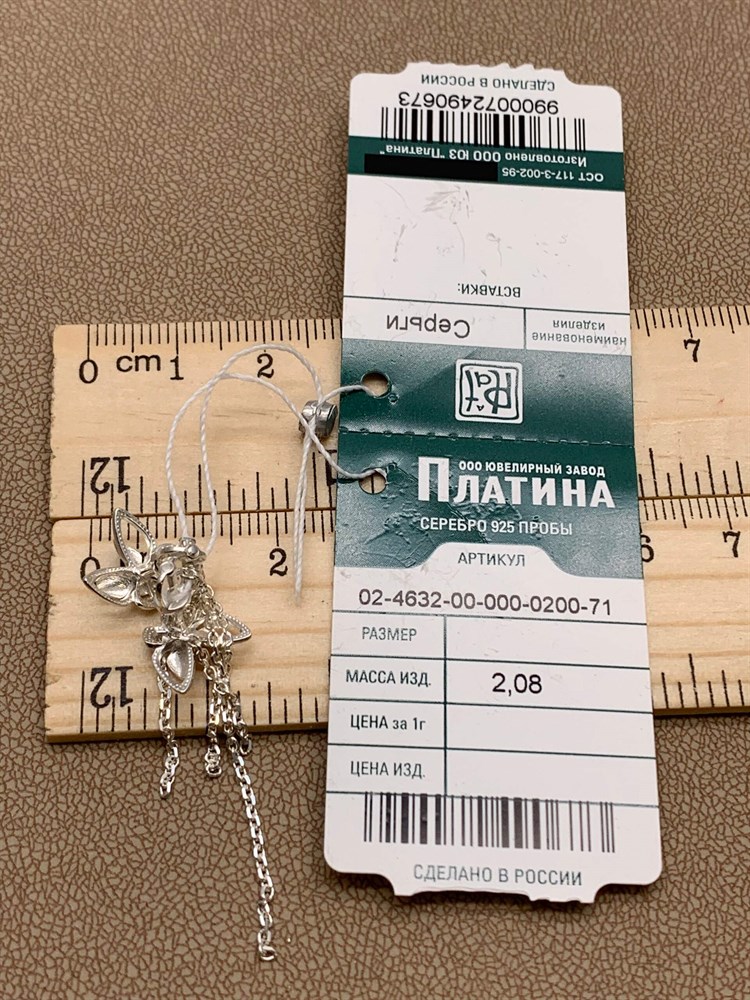 СДЕЛАНО В РОССИИ
9900072490673
ОСТ 117-3-002-95
Изготовлено ООО ЮЗ "Платина"
ВСТАВКИ:
наименование
изделия
Серьги
ООО ЮВЕЛИРНЫЙ ЗАВОД
ПЛАТИНА
СЕРЕБРО 925 ПРОБЫ
АРТИКУЛ
02-4632-00-000-0200-71
РАЗМЕР
МАССА ИЗД. 2,08
ЦЕНА за 1г
ЦЕНА ИЗД.
СДЕЛАНО В РОССИИ
0 cm 1 2 7
12
0 2 6 7
12